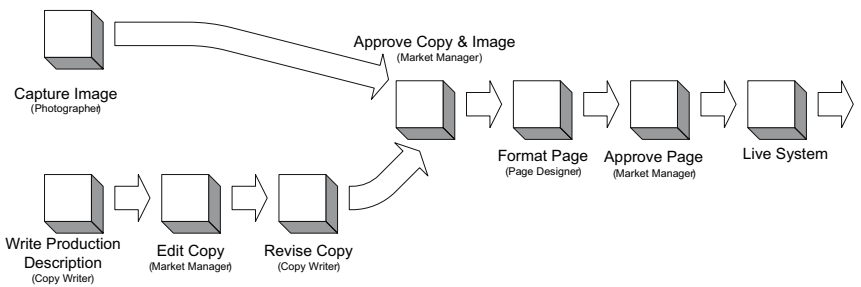 Capture Image
(Photographer)
Approve Copy & Image
(Market Manager)
Format Page
(Page Designer)
Approve Page
(Market Manager)
Live System
Write Production
Description
(Copy Writer)
Edit Copy
(Market Manager)
Revise Copy
(Copy Writer)